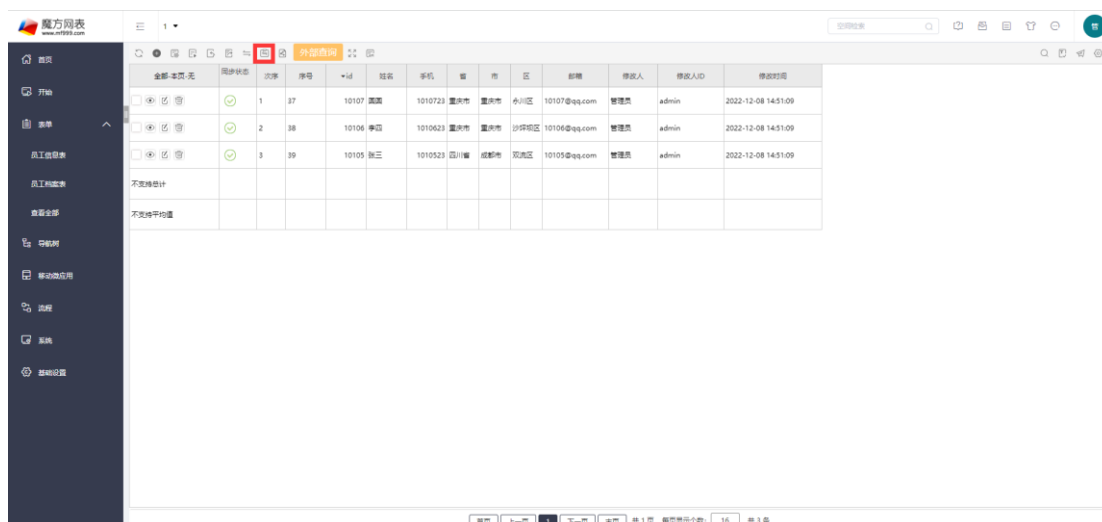 魔方网表
www.mf999.com
1
空间检索
管
首页
开始
表单
员工信息表
员工档案表
查看全部
导航树
移动微应用
流程
系统
基础设置
外部查询
全部-本页-无 同步状态 次序 序号 id 姓名 手机 省 市 区 邮箱 修改人 修改人ID 修改时间
1 37 10107 圆圆 1010723 重庆市 重庆市 永川区 10107@qq.com 管理员 admin 2022-12-08 14:51:09
2 38 10106 李四 1010623 重庆市 重庆市 沙坪坝区 10106@qq.com 管理员 admin 2022-12-08 14:51:09
3 39 10105 张三 1010523 四川省 成都市 双流区 10105@qq.com 管理员 admin 2022-12-08 14:51:09
不支持总计
不支持平均值
首页 上一页 1 下一页 末页 共1页 每页显示个数: 16 共3条